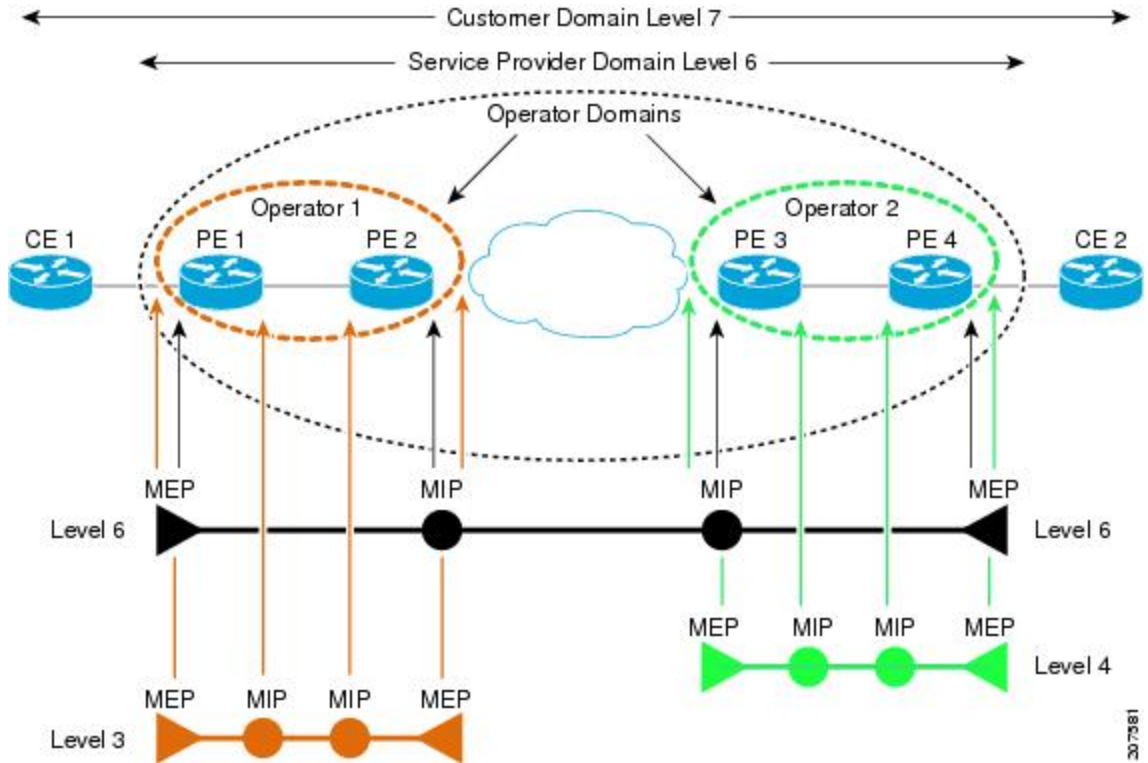 Customer Domain Level 7
Service Provider Domain Level 6
Operator Domains
Operator 1
Operator 2
CE 1
PE 1
PE 2
PE 3
PE 4
CE 2
MEP
MIP
MIP
MEP
Level 6
Level 6
MEP
MIP
MIP
MEP
Level 4
MEP
MIP
MIP
MEP
Level 3
207581